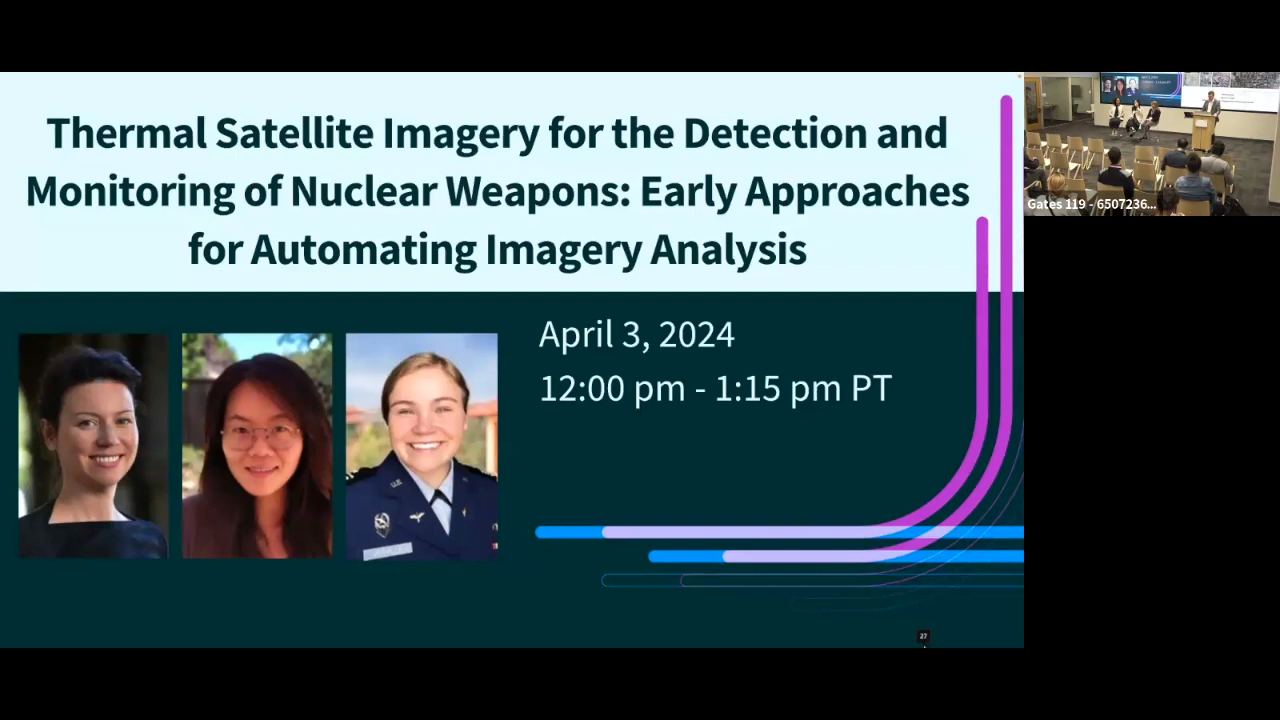 Thermal Satellite Imagery for the Detection and
Monitoring of Nuclear Weapons: Early Approaches
for Automating Imagery Analysis
April 3, 2024
12:00 pm - 1:15 pm PT
U.S.
27
Gates 119 - 6507236...